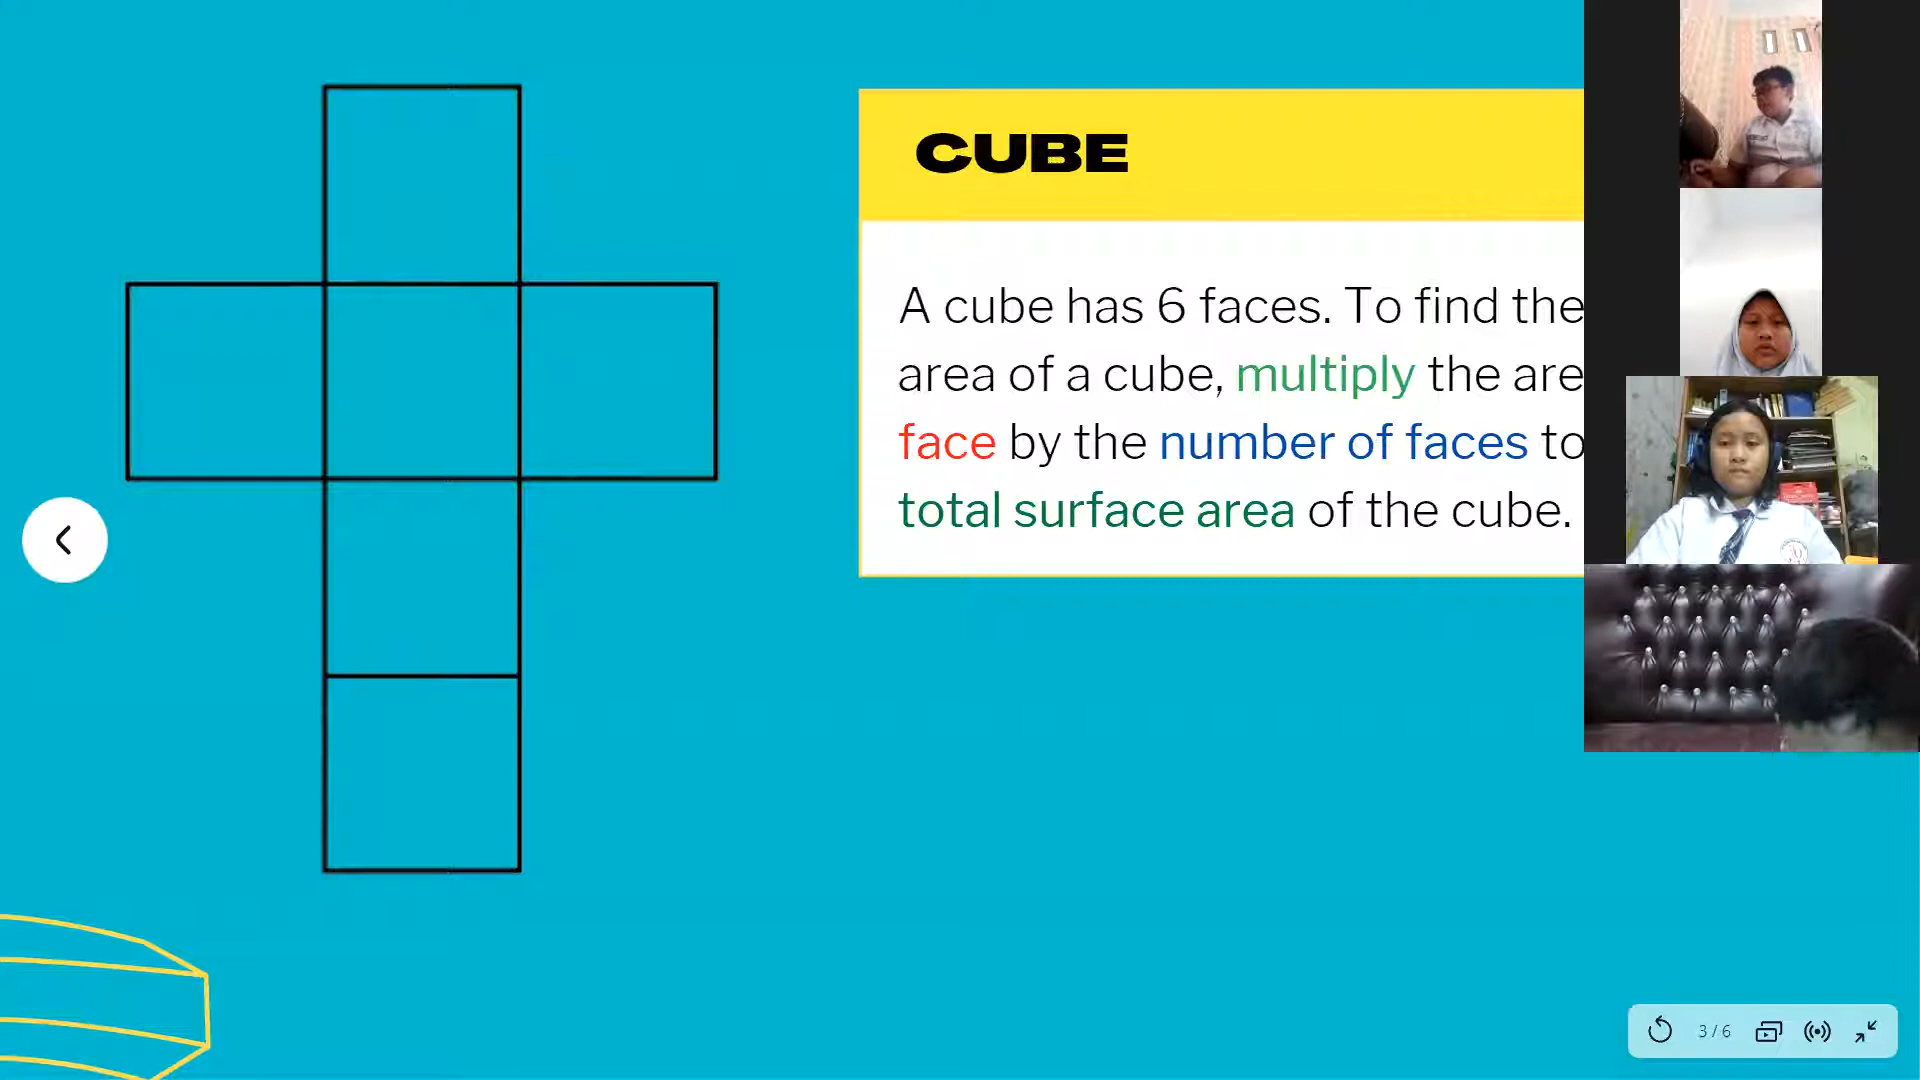 CUBE
A cube has 6 faces. To find the
area of a cube, multiply the are
face by the number of faces to
total surface area of the cube.
3 / 6